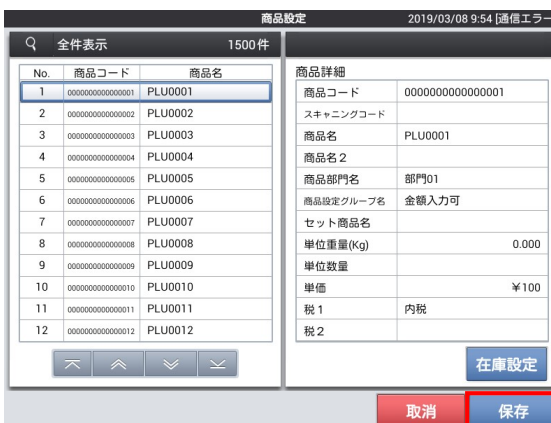 商品設定 2019/03/08 9:54 [通信エラー
全件表示 1500件
No. 商品コード 商品名
1 0000000000000001 PLU0001
2 0000000000000002 PLU0002
3 0000000000000003 PLU0003
4 0000000000000004 PLU0004
5 0000000000000005 PLU0005
6 0000000000000006 PLU0006
7 0000000000000007 PLU0007
8 0000000000000008 PLU0008
9 0000000000000009 PLU0009
10 0000000000000010 PLU0010
11 0000000000000011 PLU0011
12 0000000000000012 PLU0012
商品詳細
商品コード 0000000000000001
スキャニングコード
商品名 PLU0001
商品名2
商品部門名 部門01
商品設定グループ名 金額入力可
セット商品名
単位重量(Kg) 0.000
単位数量
単価 ¥100
税1 内税
税2
在庫設定
取消 保存